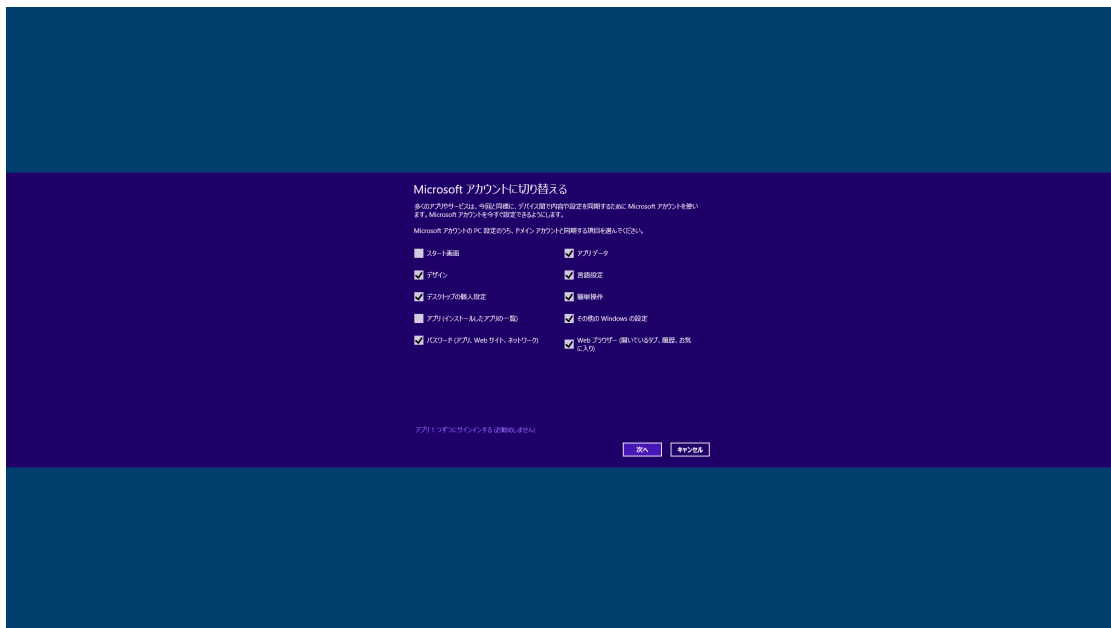 Microsoft アカウントに切り替える
多くのアプリやサービスは、今回と同様に、デバイス間で内容や設定を同期するために Microsoft アカウントを使い
ます。Microsoft アカウントを今すぐ設定できるようにします。
Microsoft アカウントの PC 設定のうち、ドメイン アカウントと同期する項目を選んでください。
スタート画面
アプリ データ
デザイン
言語設定
デスクトップの個人設定
簡単操作
アプリ (インストールしたアプリの一覧)
その他の Windows の設定
パスワード (アプリ、Web サイト、ネットワーク)
Web ブラウザー (開いているタブ、履歴、お気
に入り)
アプリ 1 つずつにサインインする (お勧めしません)
次へ
キャンセル